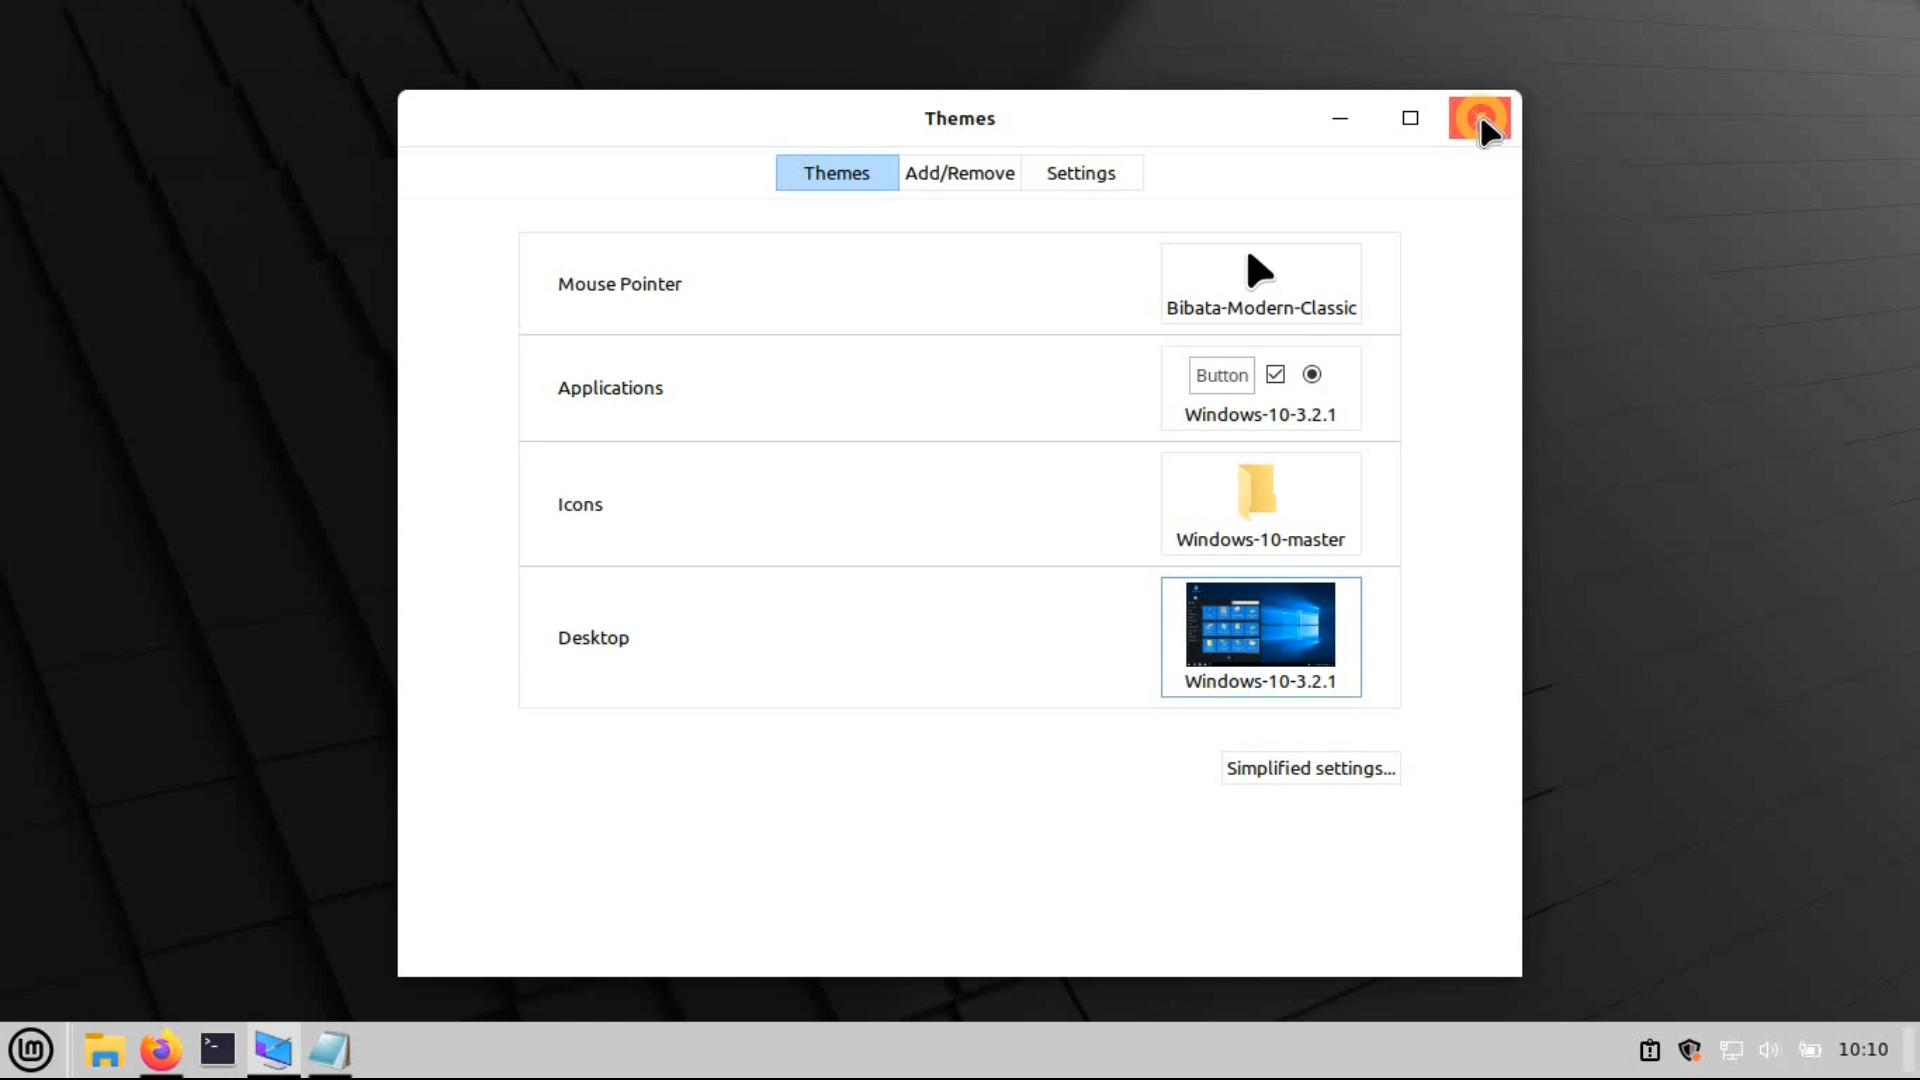 Themes
Themes Add/Remove Settings
Mouse Pointer
Bibata-Modern-Classic
Applications
Button
Windows-10-3.2.1
Icons
Windows-10-master
Desktop
Windows-10-3.2.1
Simplified settings...
10:10